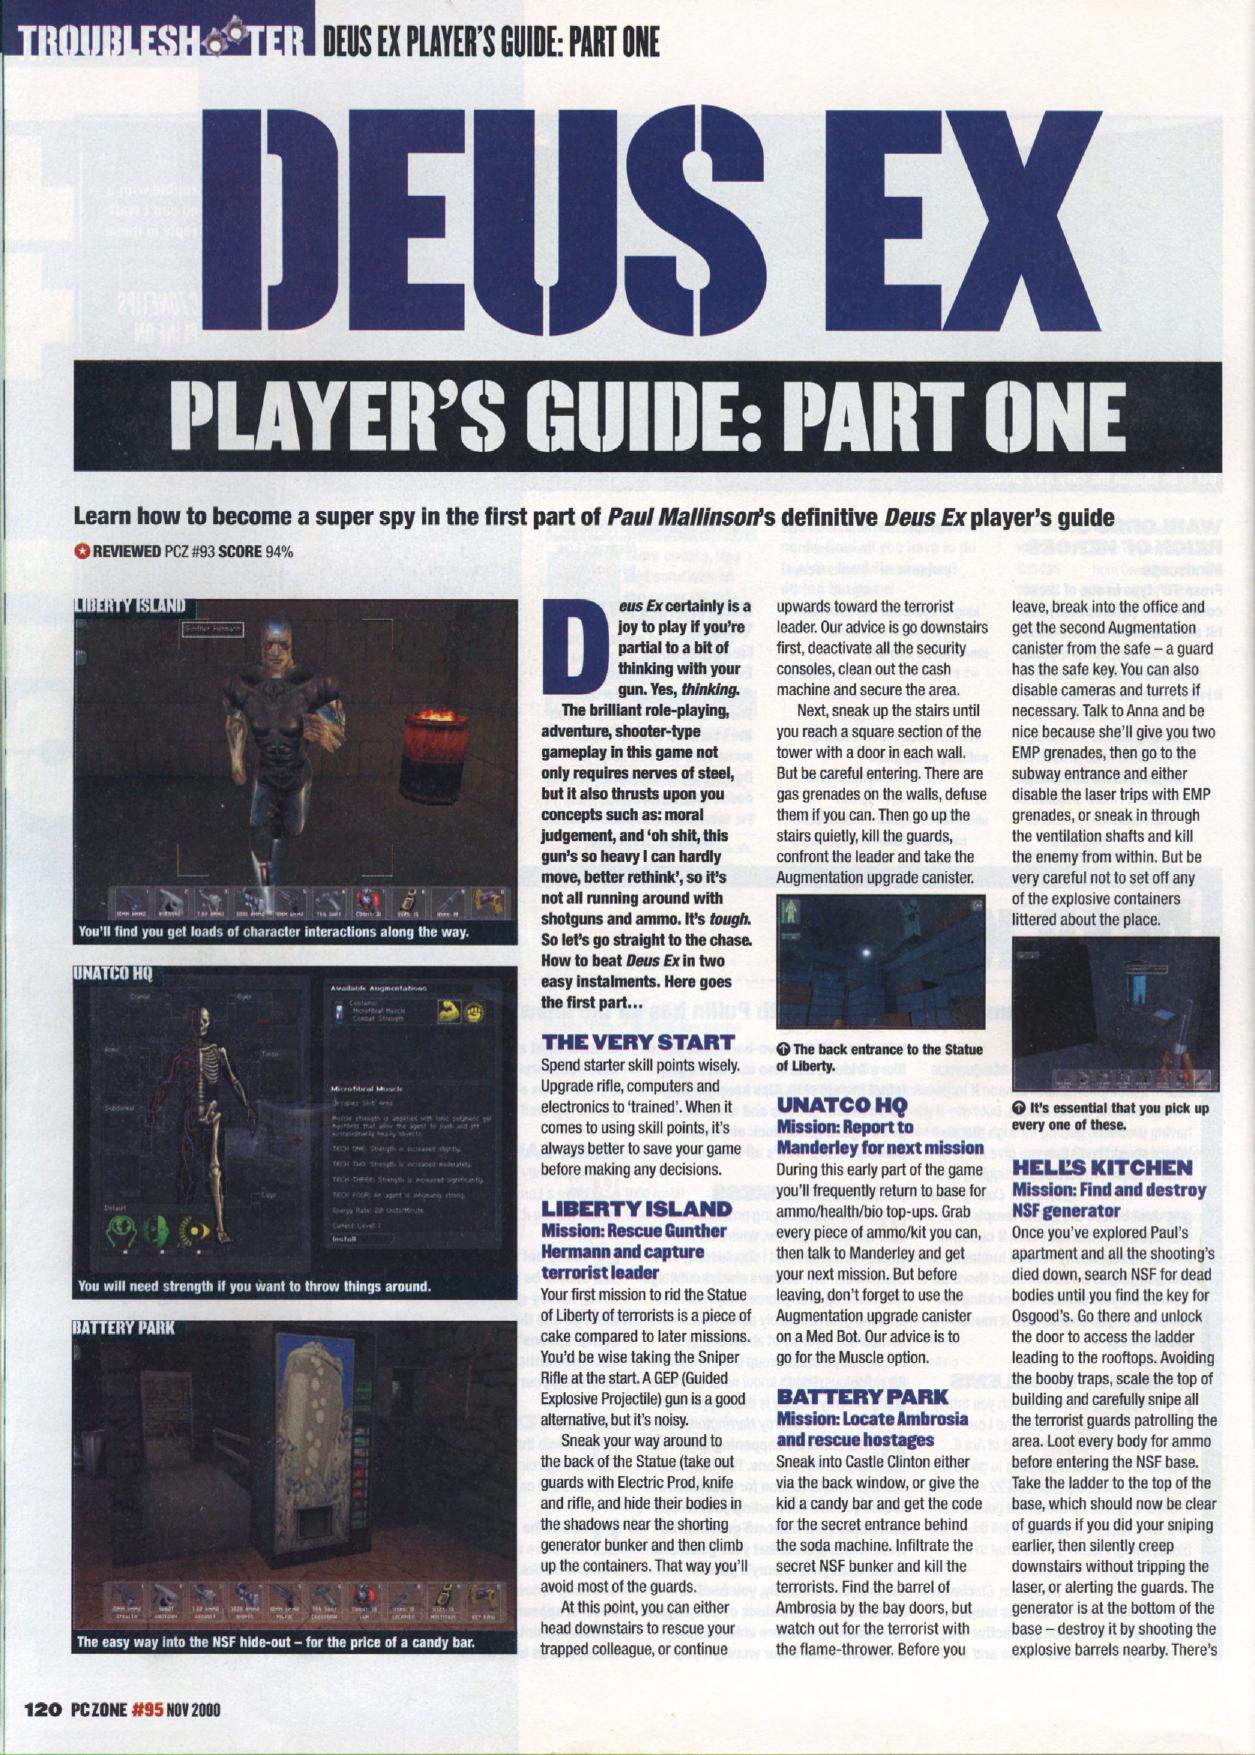 TROUBLESHOOTER DEUS EX PLAYER'S GUIDE: PART ONE
DEUS EX
PLAYER'S GUIDE: PART ONE
Learn how to become a super spy in the first part of Paul Mallinson's definitive Deus Ex player's guide
REVIEWED PCZ #93 SCORE 94%
LIBERTY ISLAND
Gunther Hermann
You'll find you get loads of character interactions along the way.
UNATCO HQ
Available Augmentations
Microfibral Muscle
Combat Strength
Microfibral Muscle
Install
You will need strength if you want to throw things around.
BATTERY PARK
The easy way into the NSF hide-out – for the price of a candy bar.
Deus Ex certainly is a
joy to play if you're
partial to a bit of
thinking with your
gun. Yes, thinking.
The brilliant role-playing,
adventure, shooter-type
gameplay in this game not
only requires nerves of steel,
but it also thrusts upon you
concepts such as: moral
judgement, and 'oh shit, this
gun's so heavy I can hardly
move, better rethink', so it's
not all running around with
shotguns and ammo. It's tough.
So let's go straight to the chase.
How to beat Deus Ex in two
easy instalments. Here goes
the first part...
THE VERY START
Spend starter skill points wisely.
Upgrade rifle, computers and
electronics to 'trained'. When it
comes to using skill points, it's
always better to save your game
before making any decisions.
LIBERTY ISLAND
Mission: Rescue Gunther
Hermann and capture
terrorist leader
Your first mission to rid the Statue
of Liberty of terrorists is a piece of
cake compared to later missions.
You'd be wise taking the Sniper
Rifle at the start. A GEP (Guided
Explosive Projectile) gun is a good
alternative, but it's noisy.
Sneak your way around to
the back of the Statue (take out
guards with Electric Prod, knife
and rifle, and hide their bodies in
the shadows near the shorting
generator bunker and then climb
up the containers. That way you'll
avoid most of the guards.
At this point, you can either
head downstairs to rescue your
trapped colleague, or continue
upwards toward the terrorist
leader. Our advice is go downstairs
first, deactivate all the security
consoles, clean out the cash
machine and secure the area.
Next, sneak up the stairs until
you reach a square section of the
tower with a door in each wall.
But be careful entering. There are
gas grenades on the walls, defuse
them if you can. Then go up the
stairs quietly, kill the guards,
confront the leader and take the
Augmentation upgrade canister.
The back entrance to the Statue
of Liberty.
UNATCO HQ
Mission: Report to
Manderley for next mission
During this early part of the game
you'll frequently return to base for
ammo/health/bio top-ups. Grab
every piece of ammo/kit you can,
then talk to Manderley and get
your next mission. But before
leaving, don't forget to use the
Augmentation upgrade canister
on a Med Bot. Our advice is to
go for the Muscle option.
BATTERY PARK
Mission: Locate Ambrosia
and rescue hostages
Sneak into Castle Clinton either
via the back window, or give the
kid a candy bar and get the code
for the secret entrance behind
the soda machine. Infiltrate the
secret NSF bunker and kill the
terrorists. Find the barrel of
Ambrosia by the bay doors, but
watch out for the terrorist with
the flame-thrower. Before you
leave, break into the office and
get the second Augmentation
canister from the safe – a guard
has the safe key. You can also
disable cameras and turrets if
necessary. Talk to Anna and be
nice because she'll give you two
EMP grenades, then go to the
subway entrance and either
disable the laser trips with EMP
grenades, or sneak in through
the ventilation shafts and kill
the enemy from within. But be
very careful not to set off any
of the explosive containers
littered about the place.
It's essential that you pick up
every one of these.
HELL'S KITCHEN
Mission: Find and destroy
NSF generator
Once you've explored Paul's
apartment and all the shooting's
died down, search NSF for dead
bodies until you find the key for
Osgood's. Go there and unlock
the door to access the ladder
leading to the rooftops. Avoiding
the booby traps, scale the top of
building and carefully snipe all
the terrorist guards patrolling the
area. Loot every body for ammo
before entering the NSF base.
Take the ladder to the top of the
base, which should now be clear
of guards if you did your sniping
earlier, then silently creep
downstairs without tripping the
laser, or alerting the guards. The
generator is at the bottom of the
base – destroy it by shooting the
explosive barrels nearby. There's
120 PCZONE #95 NOV 2000